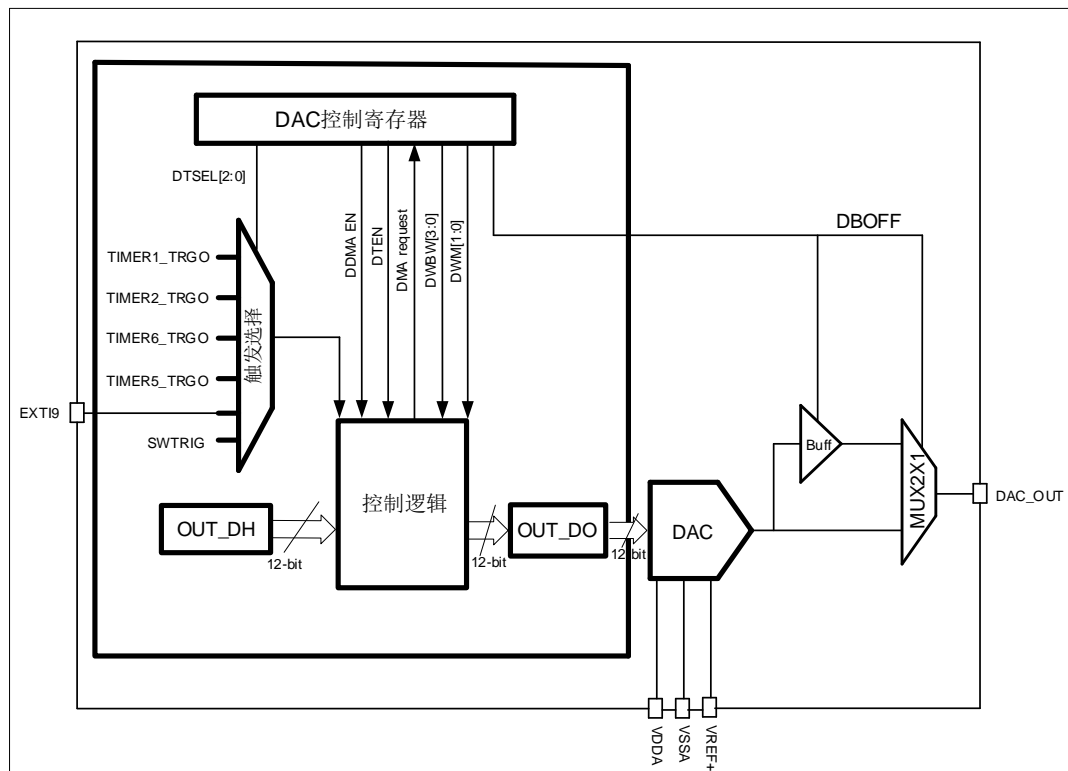 DAC控制寄存器
DTSEL[2:0]
DDMA EN
DTEN
DMA request
DWBW[3:0]
DWM[1:0]
DBOFF
TIMER1_TRGO
TIMER2_TRGO
TIMER6_TRGO
TIMER5_TRGO
EXTI9
SWTRIG
触发选择
Buff
MUX2X1
DAC_OUT
控制逻辑
OUT_DH
12-bit
12-bit
OUT_DO
12-bit
DAC
VDDA
VSSA
VREF+